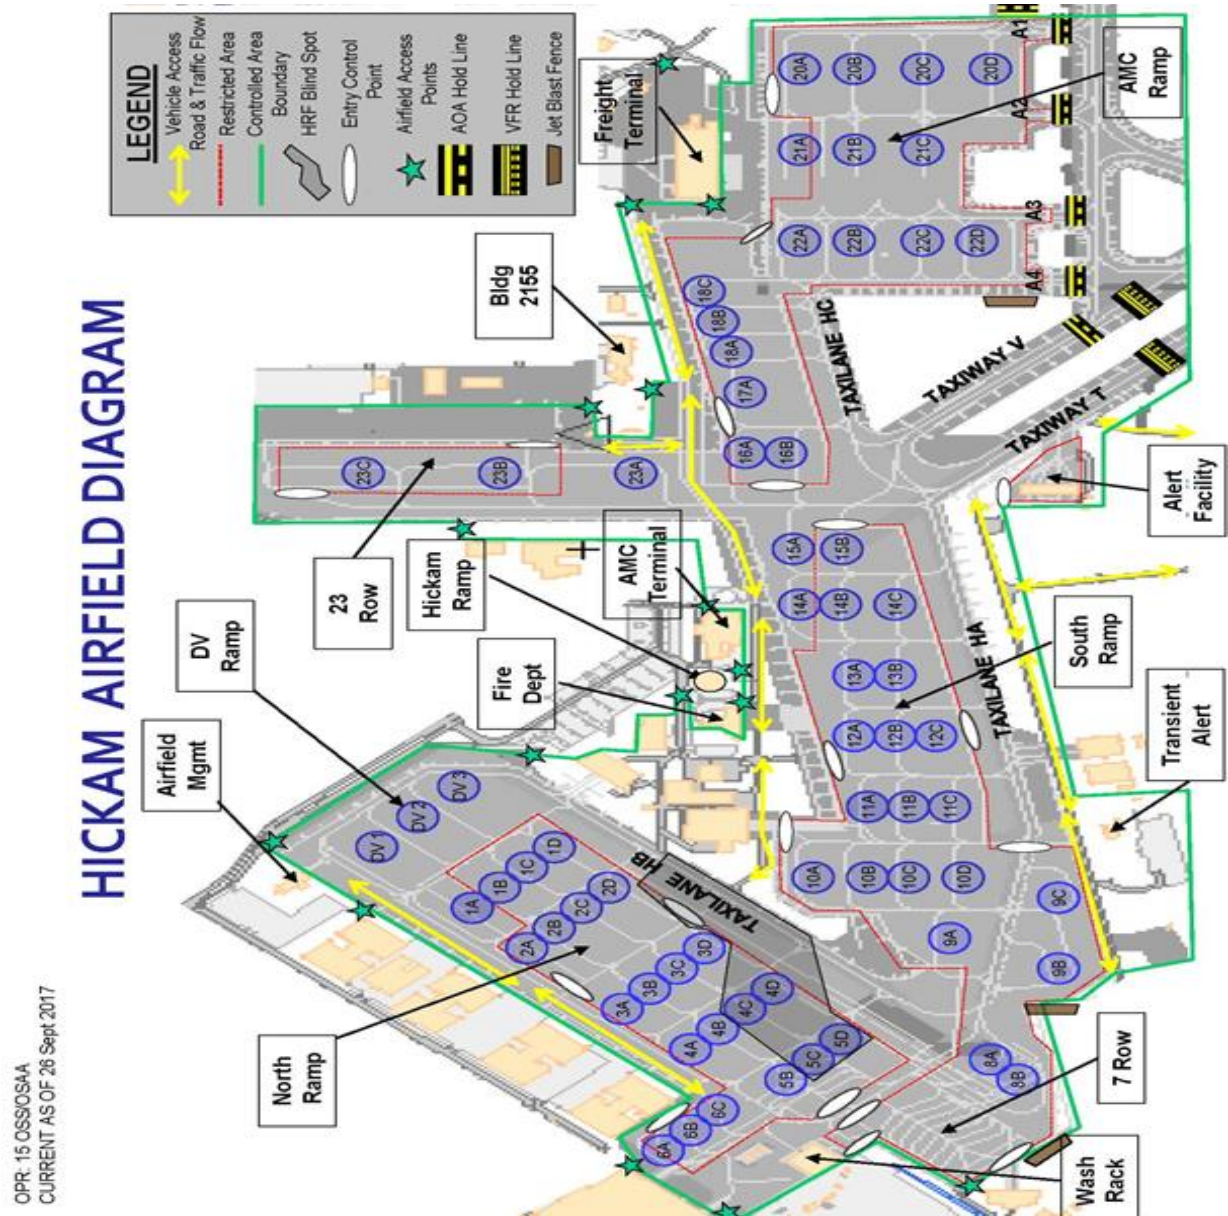 HICKAM AIRFIELD DIAGRAM
OPR: 15 OSS/OSAA
CURRENT AS OF 26 Sept 2017
LEGEND
Vehicle Access
Road & Traffic Flow
Restricted Area
Controlled Area
Boundary
HRF Blind Spot
Entry Control
Point
Airfield Access
Points
AOA Hold Line
VFR Hold Line
Jet Blast Fence
Airfield
Mgmt
DV
Ramp
23
Row
Hickam
Ramp
Fire
Dept
AMC
Terminal
Bldg
2155
Freight
Terminal
AMC
Ramp
North
Ramp
South
Ramp
Alert
Facility
Transient
Alert
7 Row
Wash
Rack
TAXILANE HB
TAXILANE HA
TAXILANE HC
TAXIWAY V
TAXIWAY T
A1
A2
A3
A4
DV 1
DV 2
DV 3
1A
1B
1C
1D
2A
2B
2C
2D
3A
3B
3C
3D
4A
4B
4C
4D
5B
5C
5D
6A
6B
6C
8A
8B
9A
9B
9C
10A
10B
10C
10D
11A
11B
11C
12A
12B
12C
13A
13B
14A
14B
14C
15A
15B
16A
16B
17A
18A
18B
18C
20A
20B
20C
20D
21A
21B
21C
22A
22B
22C
22D
23A
23B
23C